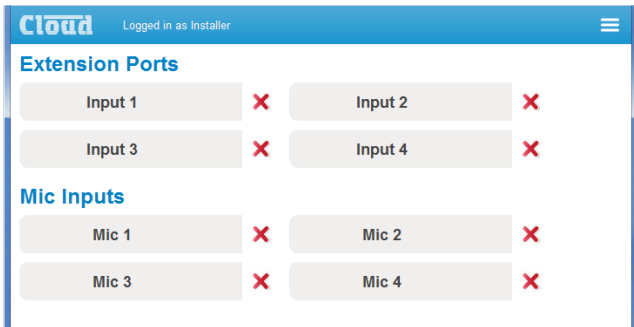 Cloud Logged in as Installer
Extension Ports
Input 1 Input 2
Input 3 Input 4
Mic Inputs
Mic 1 Mic 2
Mic 3 Mic 4